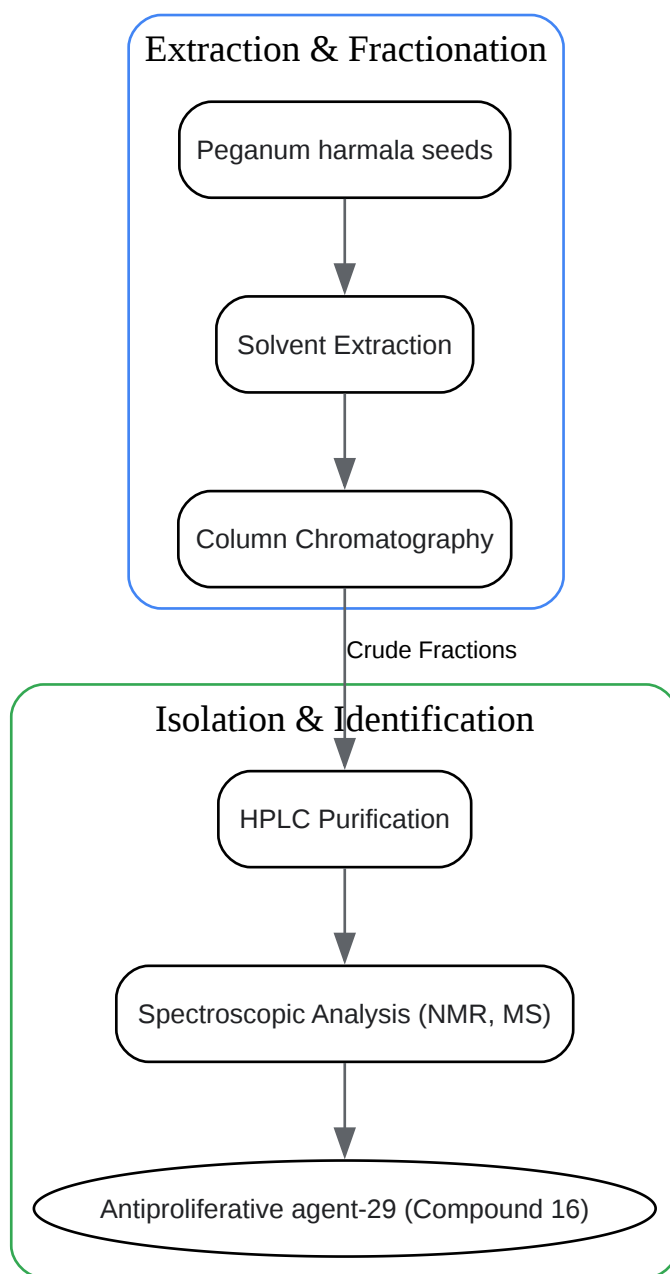 Extraction & Fractionation
Peganum harmala seeds
Solvent Extraction
Column Chromatography
Crude Fractions
Isolation & Identification
HPLC Purification
Spectroscopic Analysis (NMR, MS)
Antiproliferative agent-29 (Compound 16)